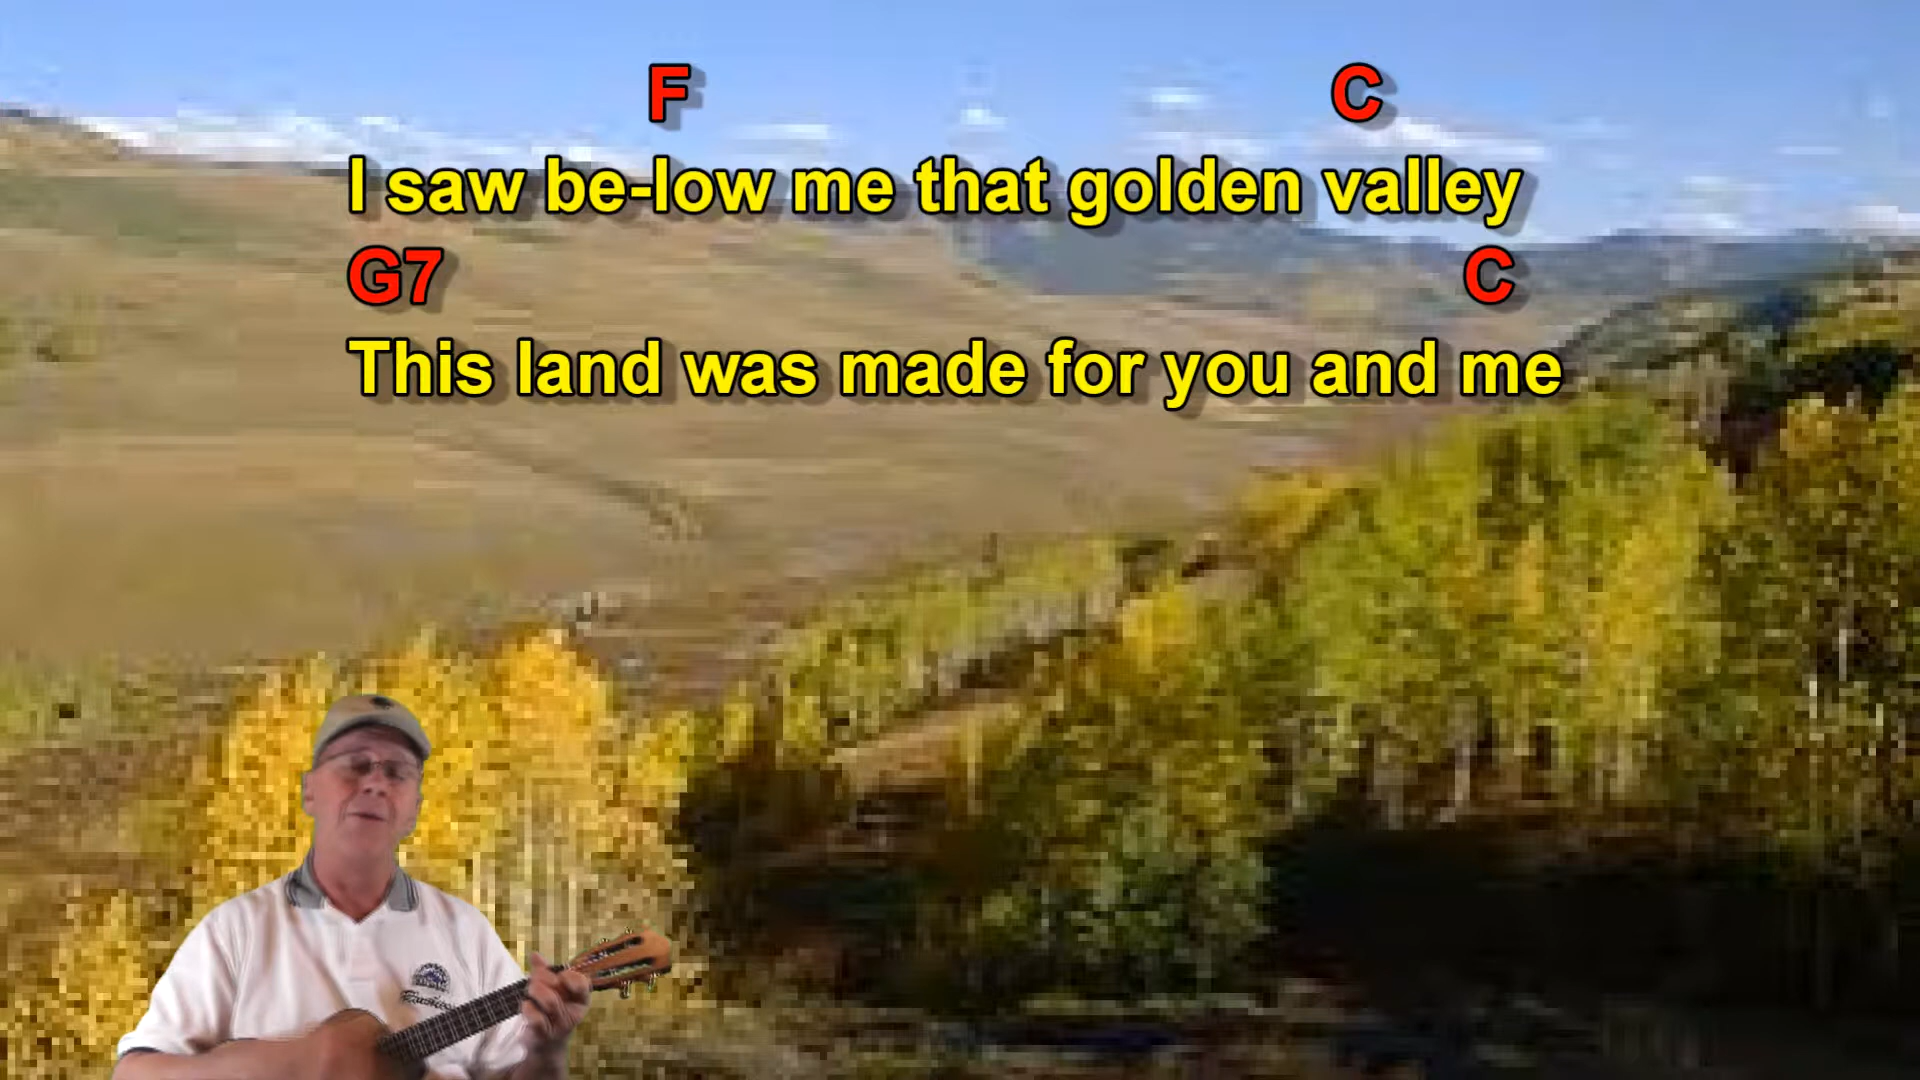 F C
I saw be-low me that golden valley
G7 C
This land was made for you and me